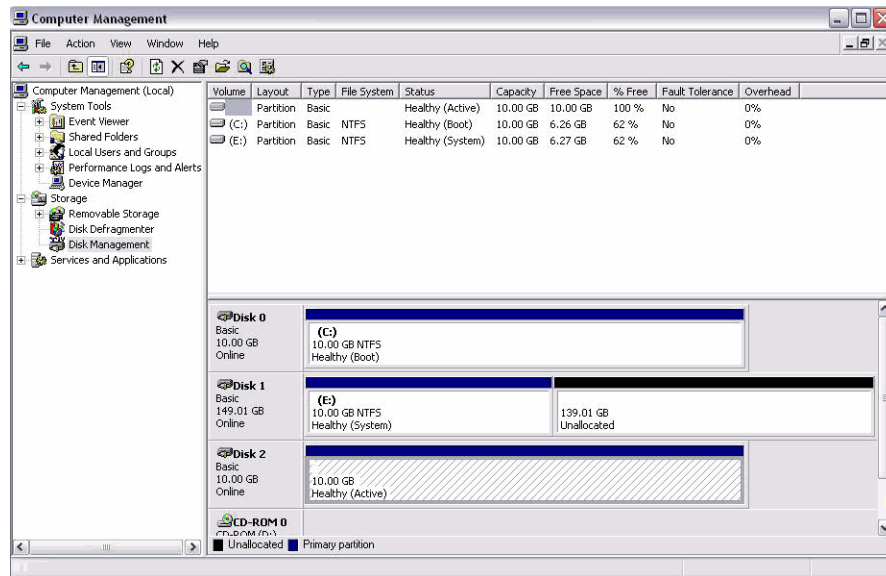 Computer Management
File Action View Window Help
Computer Management (Local)
System Tools
Event Viewer
Shared Folders
Local Users and Groups
Performance Logs and Alerts
Device Manager
Storage
Removable Storage
Disk Defragmenter
Disk Management
Services and Applications
Volume Layout Type File System Status Capacity Free Space % Free Fault Tolerance Overhead
Partition Basic Healthy (Active) 10.00 GB 10.00 GB 100 % No 0%
(C:) Partition Basic NTFS Healthy (Boot) 10.00 GB 6.26 GB 62 % No 0%
(E:) Partition Basic NTFS Healthy (System) 10.00 GB 6.27 GB 62 % No 0%
Disk 0
Basic
10.00 GB
Online
(C:)
10.00 GB NTFS
Healthy (Boot)
Disk 1
Basic
149.01 GB
Online
(E:)
10.00 GB NTFS
Healthy (System)
139.01 GB
Unallocated
Disk 2
Basic
10.00 GB
Online
10.00 GB
Healthy (Active)
CD-ROM 0
CD-ROM (D:)
Unallocated Primary partition